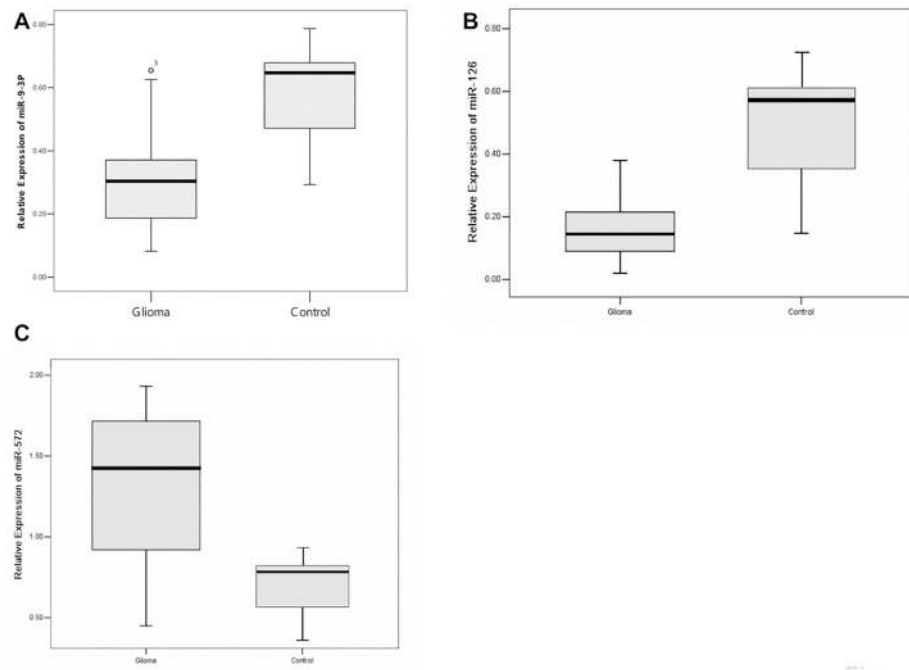 A
Relative Expression of miR-9-3P
0.80
0.60
0.40
0.20
0.00
Glioma
Control
B
Relative Expression of miR-126
0.80
0.60
0.40
0.20
0.00
Glioma
Control
C
Relative Expression of miR-572
2.00
1.50
1.00
0.50
Glioma
Control